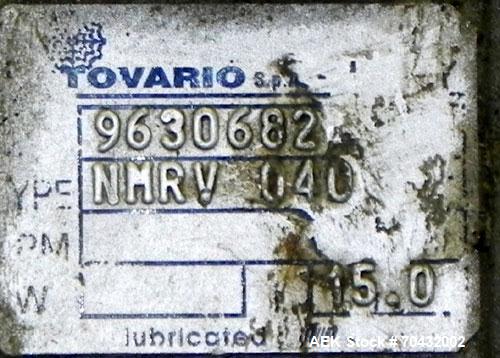 TOVARIO S.p.
9630682
YPE NMRV 040
PM
W 15.0
lubricated
ABK Stock # 70432002